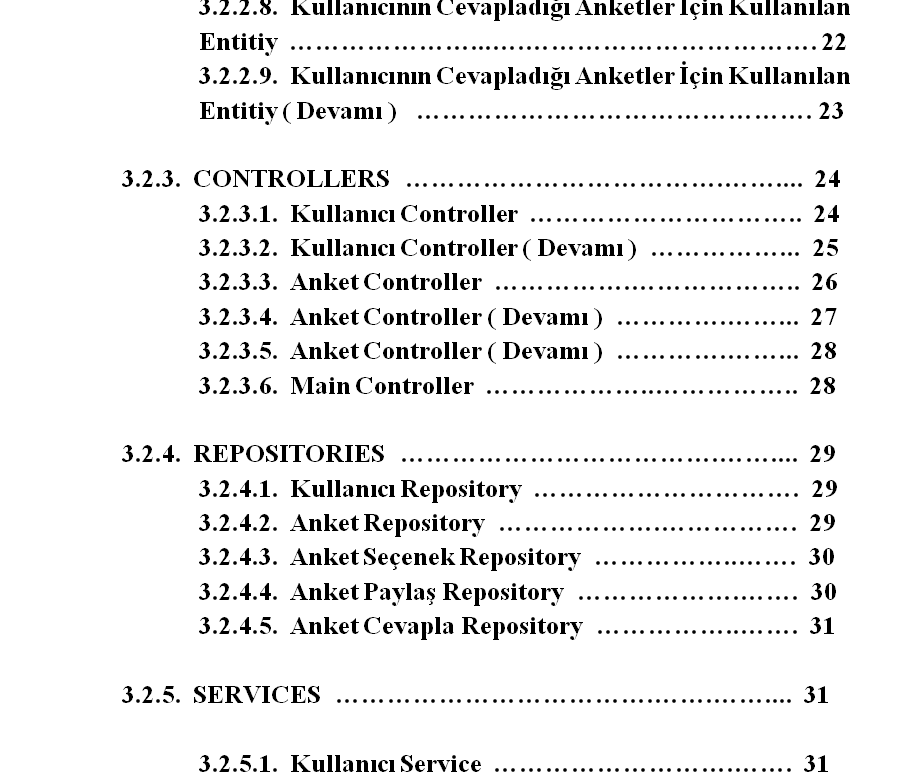 3.2.2.8. Kullanıcının Cevapladığı Anketler İçin Kullanılan
Entitiy ………………….....…..………………………………. 22
3.2.2.9. Kullanıcının Cevapladığı Anketler İçin Kullanılan
Entitiy ( Devamı ) ………………………………………. 23
3.2.3. CONTROLLERS ……………………………….…….... 24
3.2.3.1. Kullanıcı Controller ………………………….. 24
3.2.3.2. Kullanıcı Controller ( Devamı ) ……………... 25
3.2.3.3. Anket Controller …………….……………….. 26
3.2.3.4. Anket Controller ( Devamı ) ………….……... 27
3.2.3.5. Anket Controller ( Devamı ) ………….……... 28
3.2.3.6. Main Controller ……………….…………….. 28
3.2.4. REPOSITORIES ……………………………….…….... 29
3.2.4.1. Kullanıcı Repository …………………………. 29
3.2.4.2. Anket Repository ……………….……………. 29
3.2.4.3. Anket Seçenek Repository ……………..……. 30
3.2.4.4. Anket Paylaş Repository ………….…….……. 30
3.2.4.5. Anket Cevapla Repository ……………..……. 31
3.2.5. SERVICES ……………………………….…….…….... 31
3.2.5.1. Kullanıcı Service ………………….…….……. 31